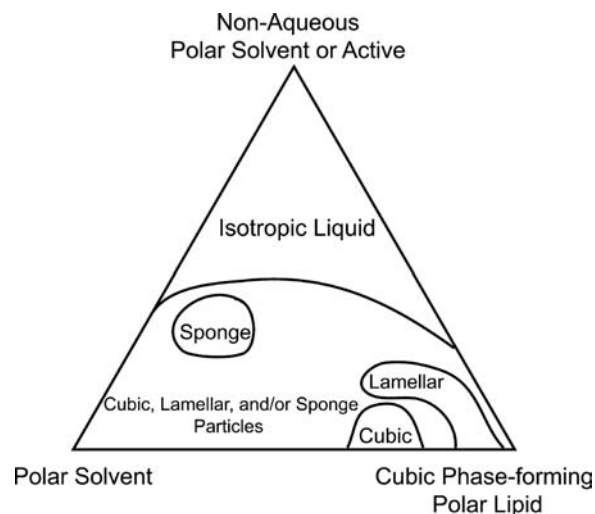 Non-Aqueous
Polar Solvent or Active
Isotropic Liquid
Sponge
Lamellar
Cubic, Lamellar, and/or Sponge
Particles
Cubic
Polar Solvent
Cubic Phase-forming
Polar Lipid